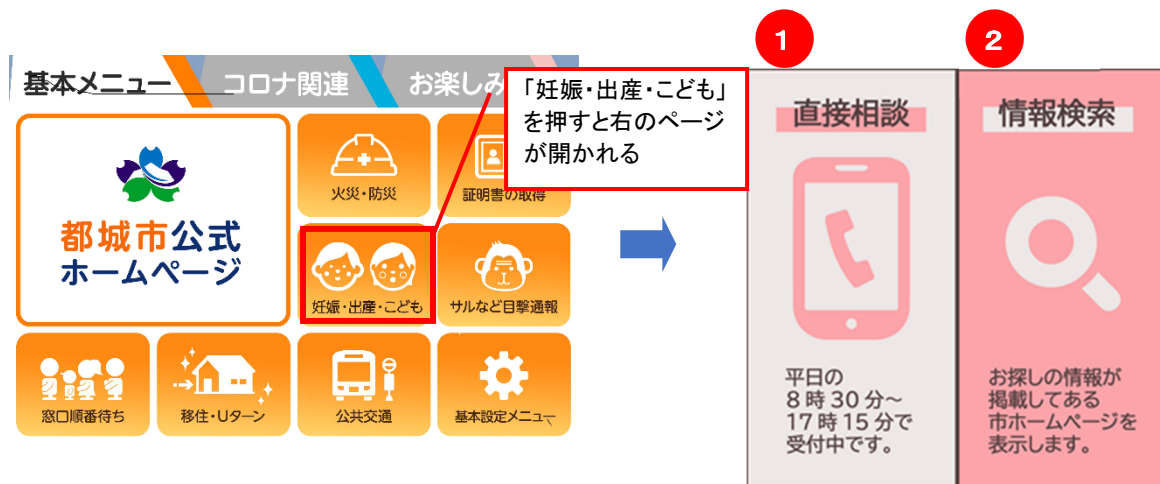 基本メニュー
コロナ関連
お楽しみ
「妊娠・出産・こども」
を押すと右のページ
が開かれる
都城市公式
ホームページ
火災・防災
証明書の取得
妊娠・出産・こども
サルなど目撃通報
窓口順番待ち
移住・Uターン
公共交通
基本設定メニュー
1
直接相談
平日の
8時30分～
17時15分で
受付中です。
2
情報検索
お探しの情報が
掲載してある
市ホームページを
表示します。